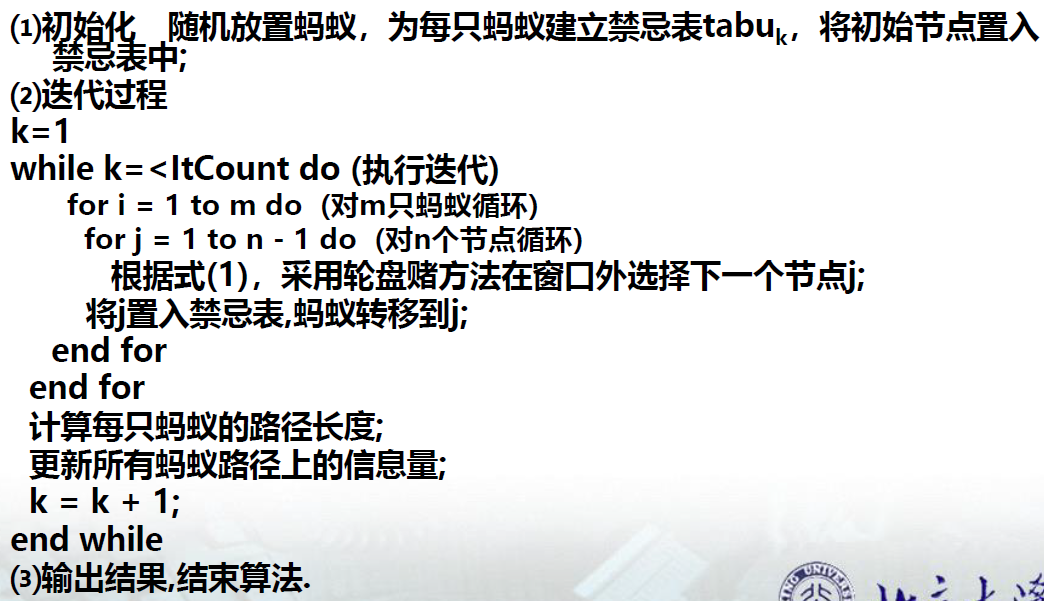 ⑴初始化 随机放置蚂蚁，为每只蚂蚁建立禁忌表tabuk，将初始节点置入
禁忌表中;
⑵迭代过程
k=1
while k=<ItCount do (执行迭代)
for i = 1 to m do (对m只蚂蚁循环)
for j = 1 to n - 1 do (对n个节点循环)
根据式(1)，采用轮盘赌方法在窗口外选择下一个节点j;
将j置入禁忌表,蚂蚁转移到j;
end for
end for
计算每只蚂蚁的路径长度;
更新所有蚂蚁路径上的信息量;
k = k + 1;
end while
⑶输出结果,结束算法.